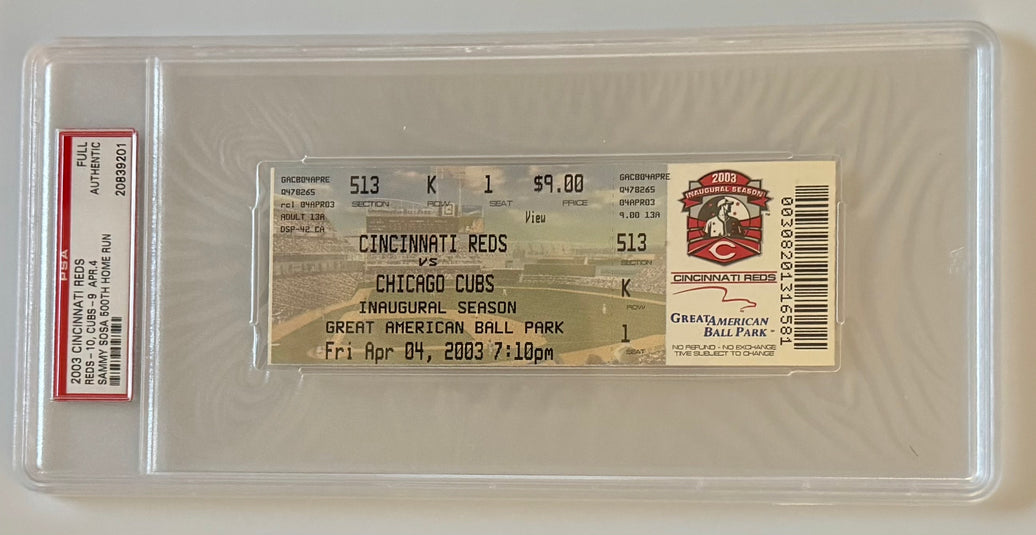 PSA
2003 CINCINNATI REDS
REDS-10, CUBS-9 APR.4
SAMMY SOSA 500TH HOME RUN
FULL
AUTHENTIC
20839201
GACB04APRE
Q478265
rcl 04APR03
ADULT 13A
DSP-42 CA
513 K 1 $9.00
SECTION ROW SEAT PRICE
View
CINCINNATI REDS
VS
CHICAGO CUBS
INAUGURAL SEASON
GREAT AMERICAN BALL PARK
Fri Apr 04, 2003 7:10pm
GACB04APRE
Q478265
04APR03
9.00 13A
513
SECTION
K
ROW
1
SEAT
2003
INAUGURAL SEASON
C
CINCINNATI REDS
GREAT AMERICAN
BALL PARK
NO REFUND - NO EXCHANGE
TIME SUBJECT TO CHANGE
00308201316581